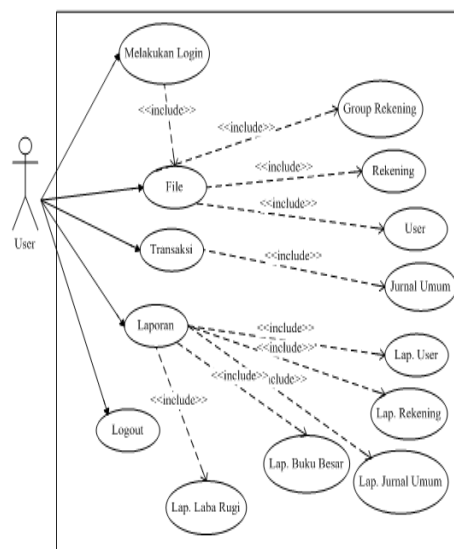 Melakukan Login
<<include>>
Group Rekening
<<include>>
<<include>>
Rekening
File
<<include>>
User
User
Transaksi
<<include>>
Jurnal Umum
Laporan
<<include>>
Lap. User
<<include>>
<<include>>
<<include>>
Lap. Rekening
<<include>>
Logout
Lap. Buku Besar
Lap. Jurnal Umum
Lap. Laba Rugi